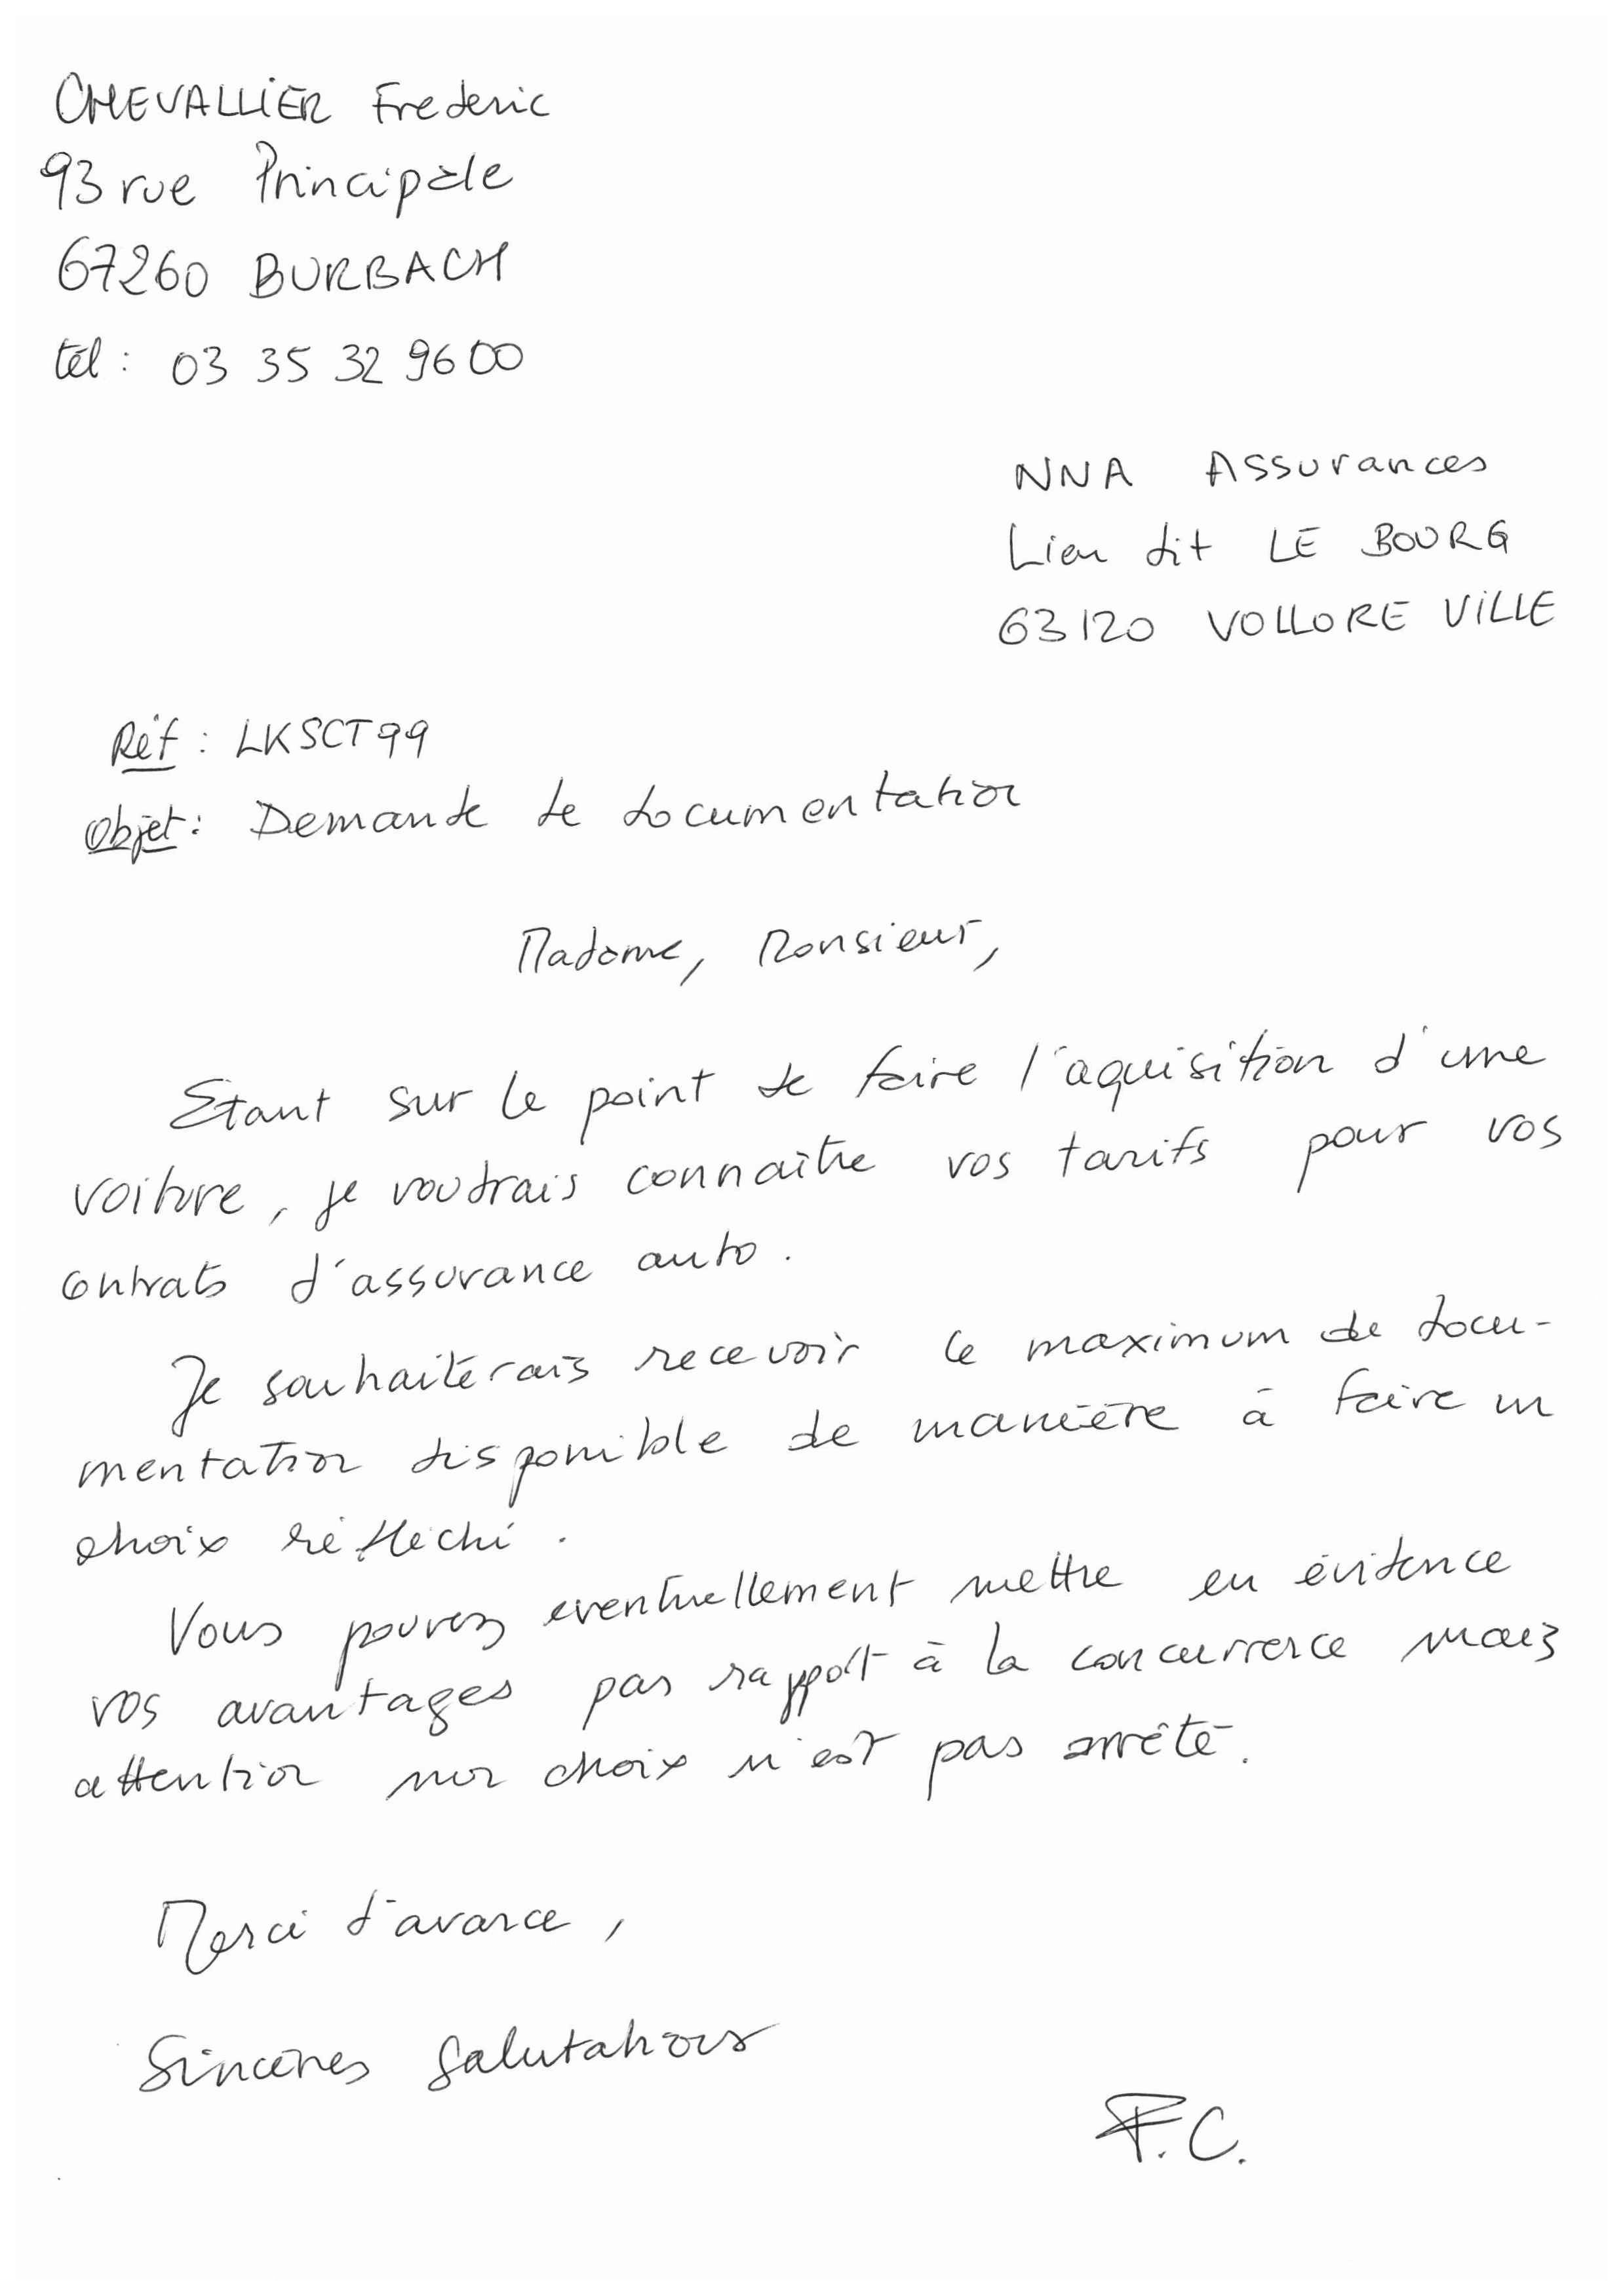 CHEVALLIER Frederic
93 rue Principale
67260 BURBACH
tél : 03 35 32 96 00
NNA Assurances
Lieu dit LE BOURG
63120 VOLLORE VILLE
Réf : LKSCT99
Objet : Demande de documentation
Madame, Monsieur,
Etant sur le point de faire l'aquisition d'une
voiture, je voudrais connaître vos tarifs pour vos
contrats d'assurance auto.
Je souhaiterais recevoir le maximum de docu-
mentation disponible de manière à faire un
choix réfléchi.
Vous pouvez eventuellement mettre en évidence
vos avantages par rapport à la concurrence mais
attention mon choix n'est pas arrêté.
Merci d'avance,
Sincères Salutations
F.C.